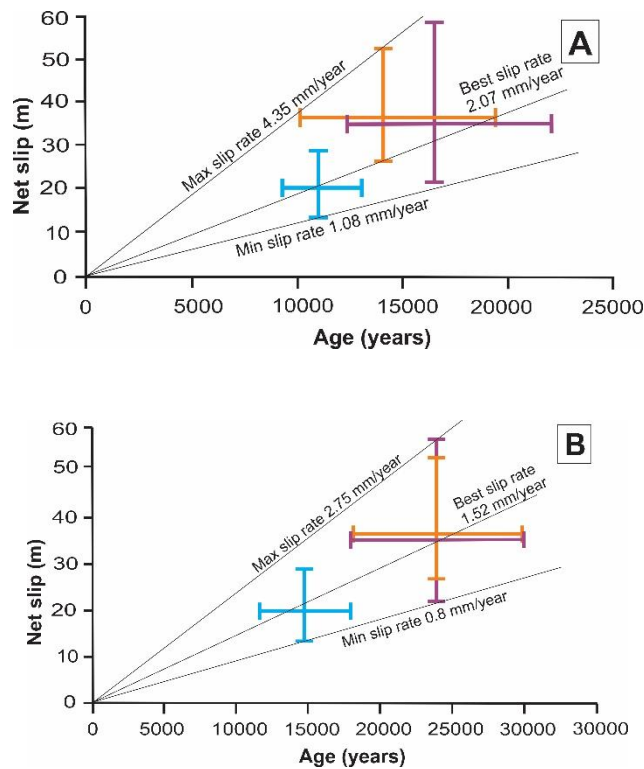 60
A
50
Net slip (m)
40
30
20
10
0
Max slip rate 4.35 mm/year
Best slip rate
2.07 mm/year
Min slip rate 1.08 mm/year
0 5000 10000 15000 20000 25000
Age (years)
60
B
50
Net slip (m)
40
30
20
10
0
Max slip rate 2.75 mm/year
Best slip rate
1.52 mm/year
Min slip rate 0.8 mm/year
0 5000 10000 15000 20000 25000 30000
Age (years)